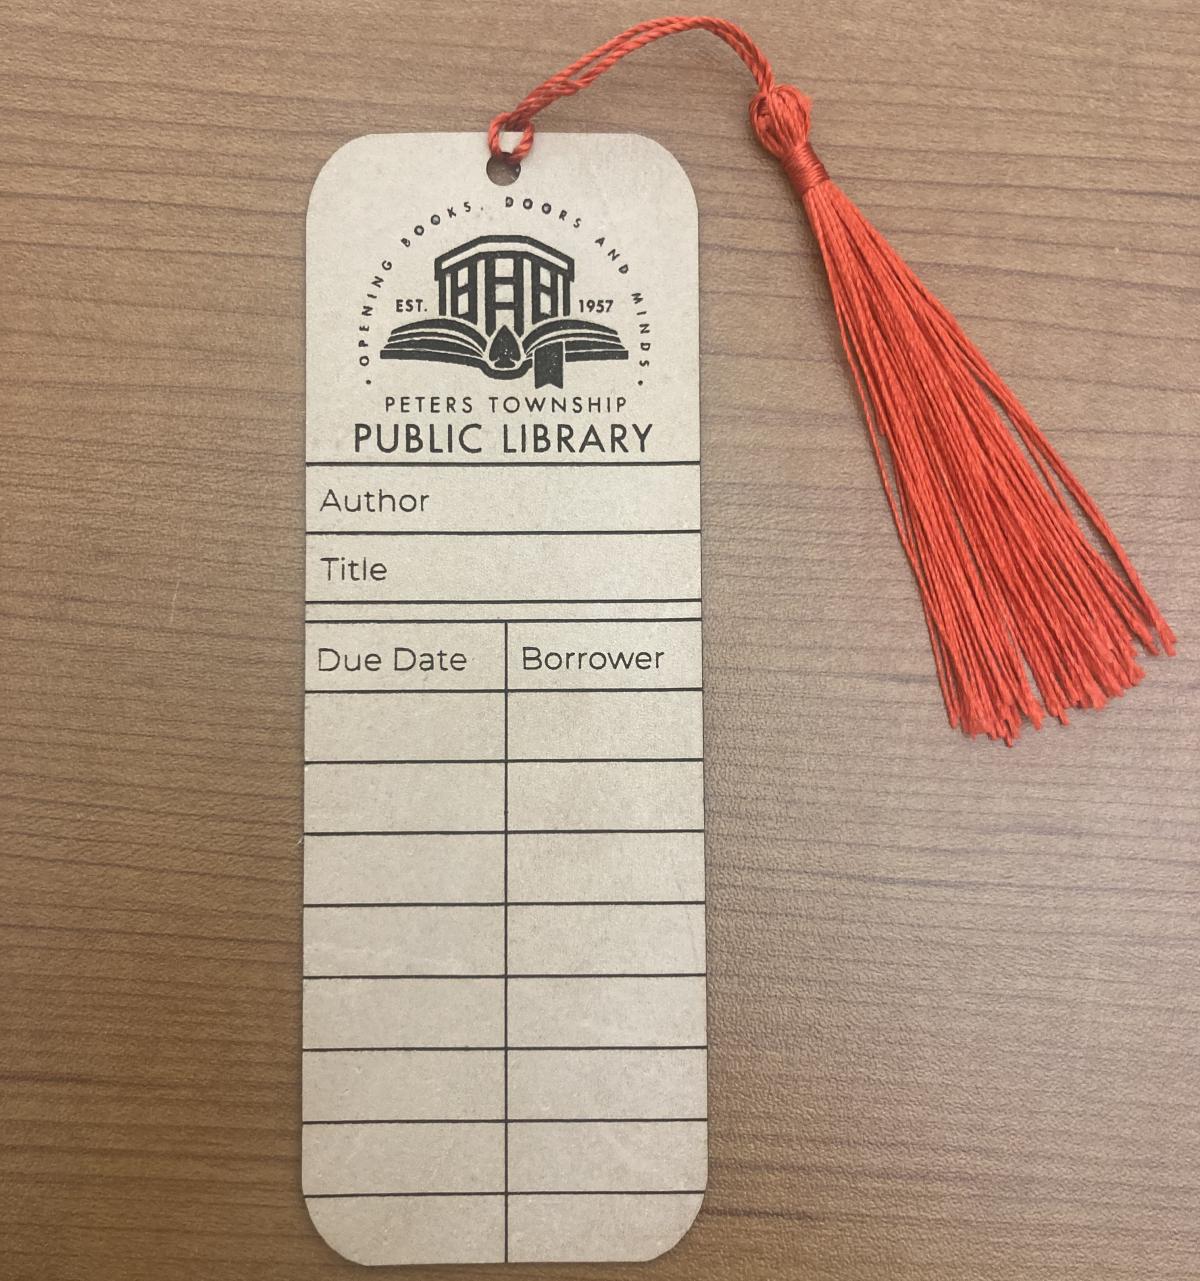 OPENING BOOKS, DOORS AND MINDS
EST. 1957
PETERS TOWNSHIP
PUBLIC LIBRARY
Author
Title
Due Date Borrower